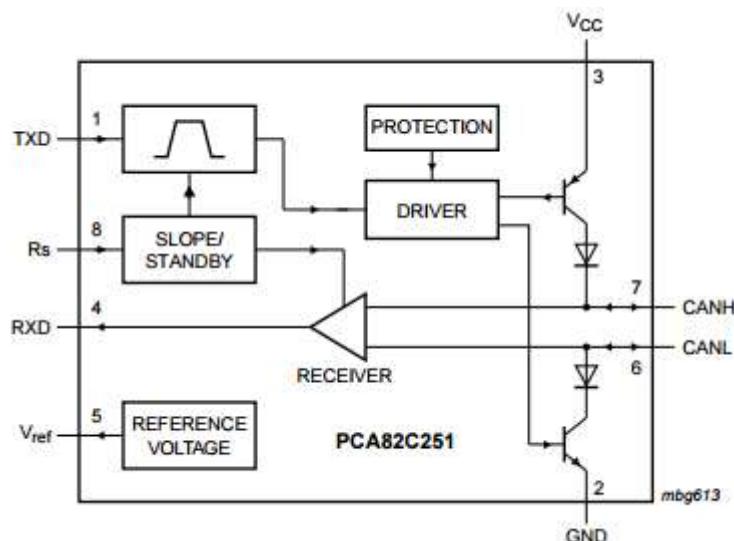 VCC
3
1
TXD
PROTECTION
DRIVER
8
Rs
SLOPE/
STANDBY
7
CANH
4
RXD
CANL
6
RECEIVER
5
Vref
REFERENCE
VOLTAGE
PCA82C251
2
mbg613
GND